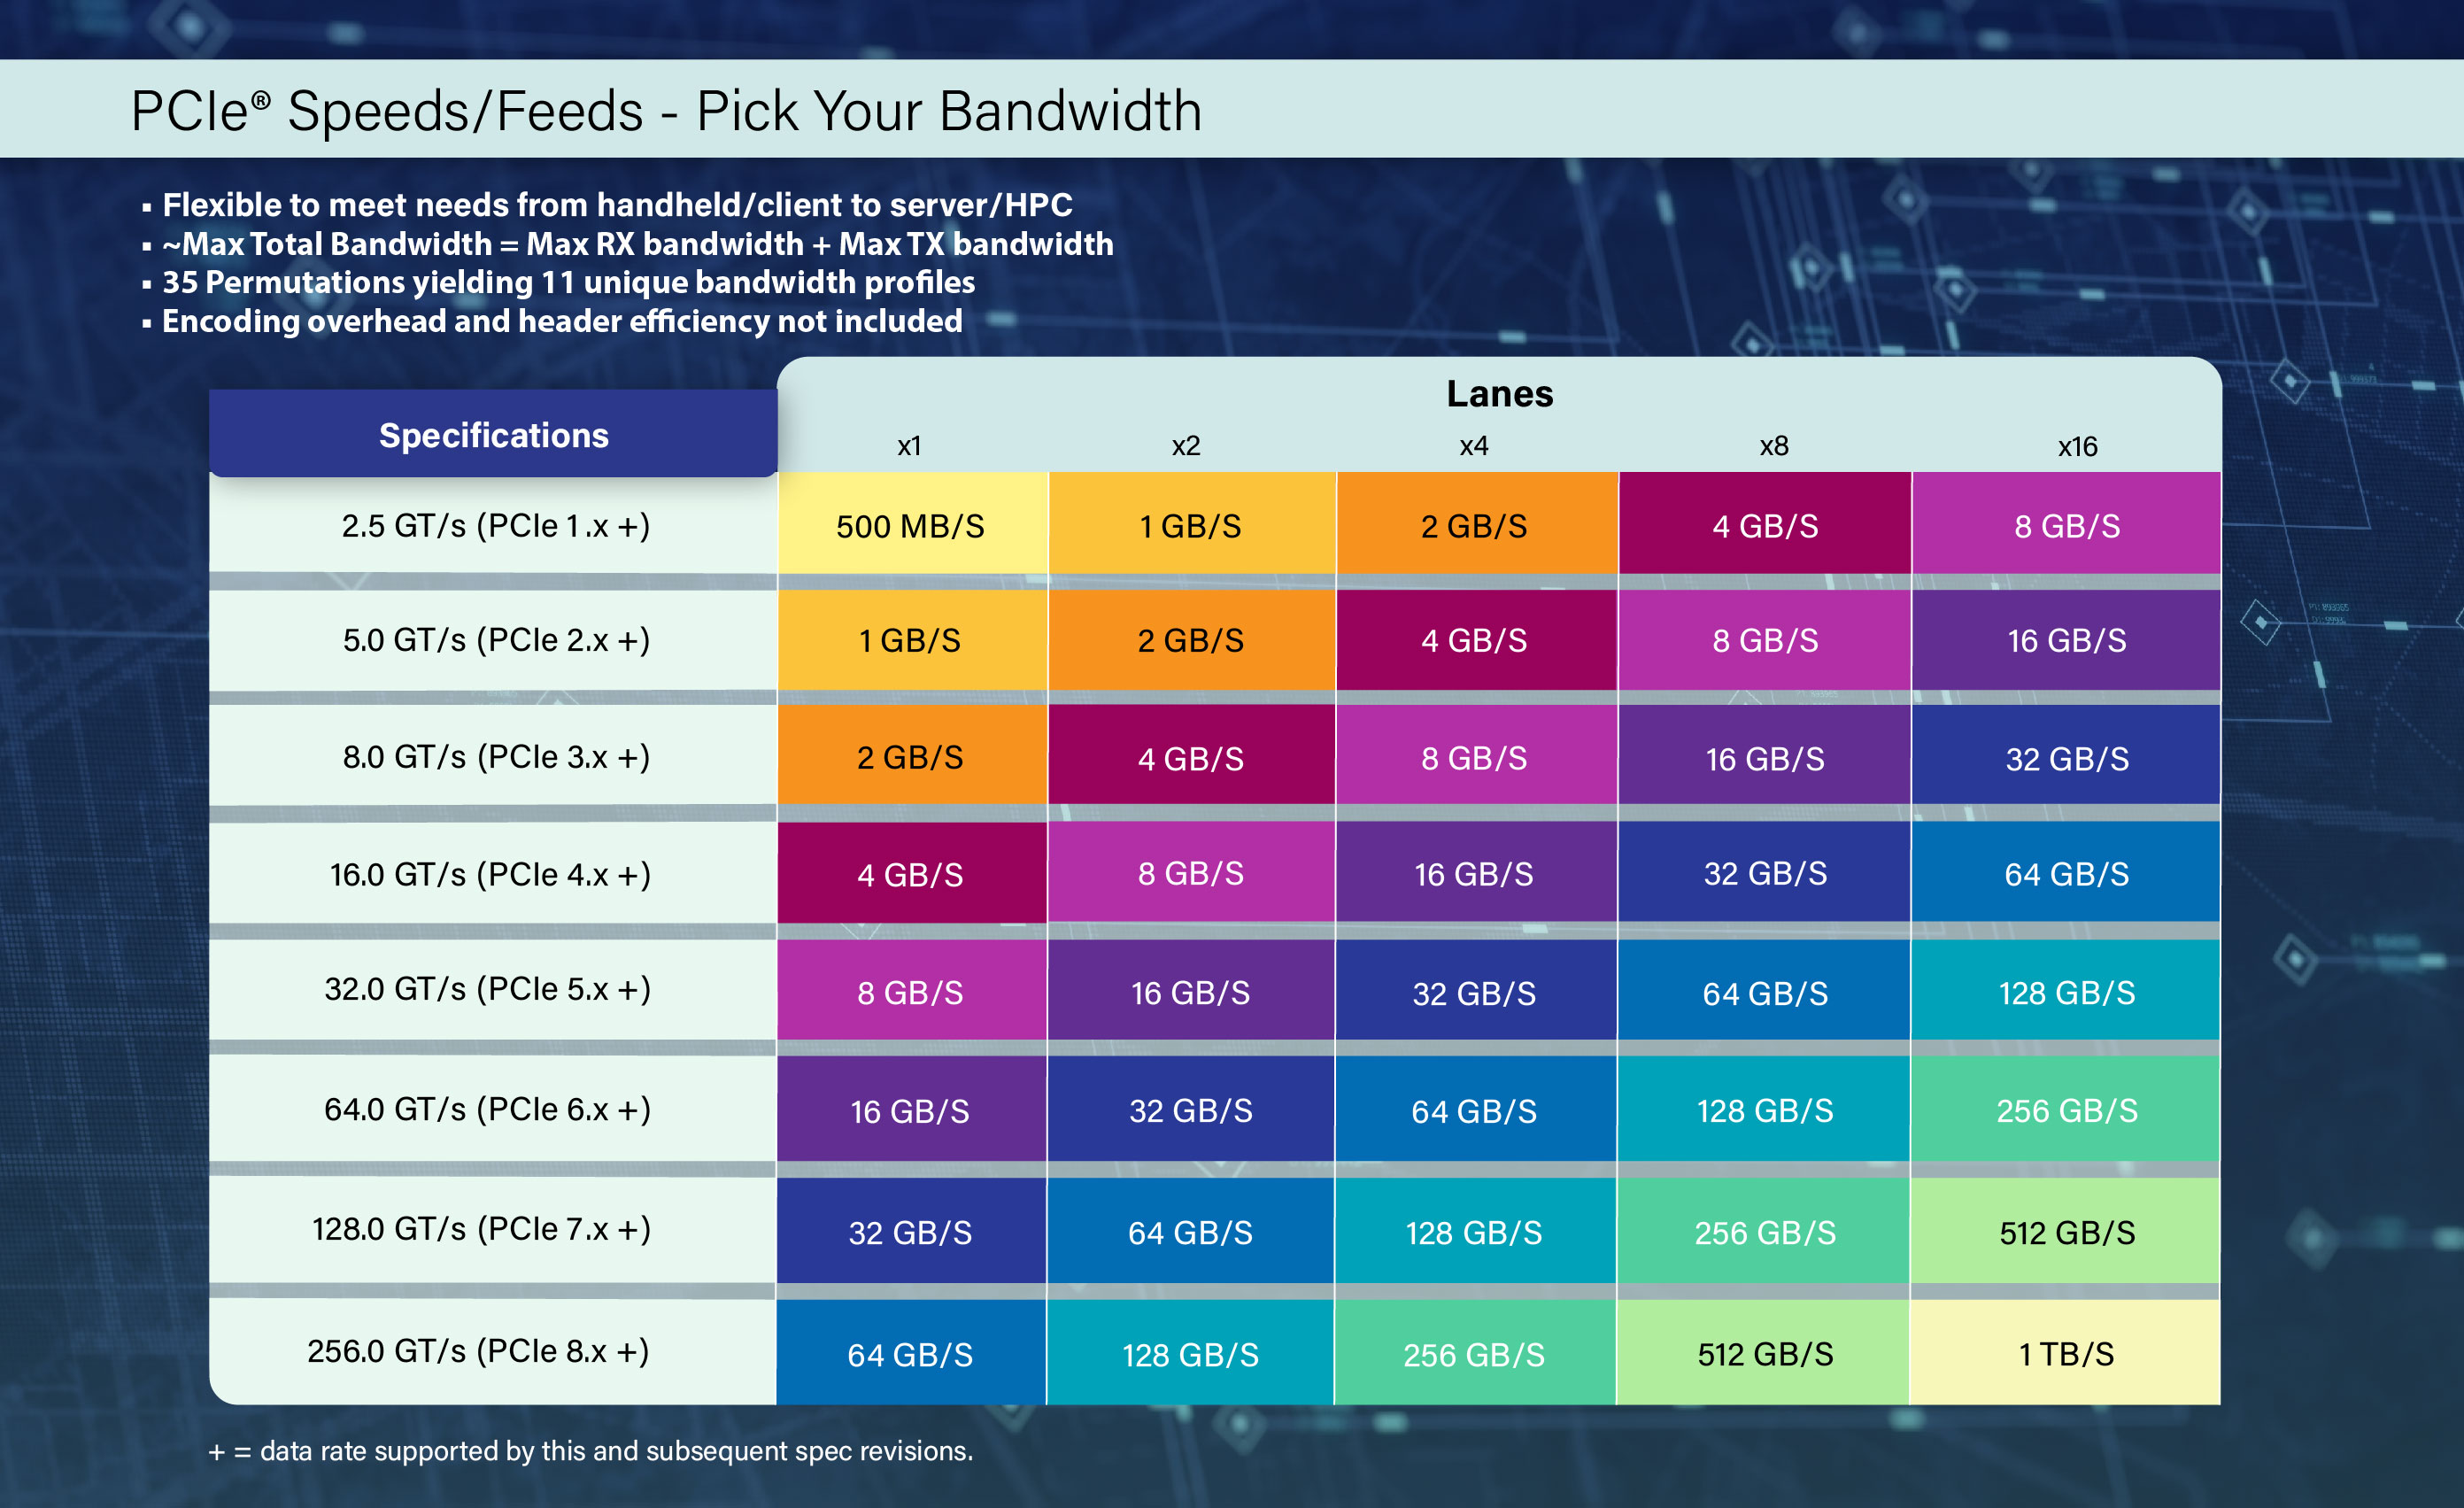 PCIe® Speeds/Feeds - Pick Your Bandwidth
▪ Flexible to meet needs from handheld/client to server/HPC
▪ ~Max Total Bandwidth = Max RX bandwidth + Max TX bandwidth
▪ 35 Permutations yielding 11 unique bandwidth profiles
▪ Encoding overhead and header efficiency not included
Lanes
Specifications x1 x2 x4 x8 x16
2.5 GT/s (PCIe 1.x +) 500 MB/S 1 GB/S 2 GB/S 4 GB/S 8 GB/S
5.0 GT/s (PCIe 2.x +) 1 GB/S 2 GB/S 4 GB/S 8 GB/S 16 GB/S
8.0 GT/s (PCIe 3.x +) 2 GB/S 4 GB/S 8 GB/S 16 GB/S 32 GB/S
16.0 GT/s (PCIe 4.x +) 4 GB/S 8 GB/S 16 GB/S 32 GB/S 64 GB/S
32.0 GT/s (PCIe 5.x +) 8 GB/S 16 GB/S 32 GB/S 64 GB/S 128 GB/S
64.0 GT/s (PCIe 6.x +) 16 GB/S 32 GB/S 64 GB/S 128 GB/S 256 GB/S
128.0 GT/s (PCIe 7.x +) 32 GB/S 64 GB/S 128 GB/S 256 GB/S 512 GB/S
256.0 GT/s (PCIe 8.x +) 64 GB/S 128 GB/S 256 GB/S 512 GB/S 1 TB/S
+ = data rate supported by this and subsequent spec revisions.